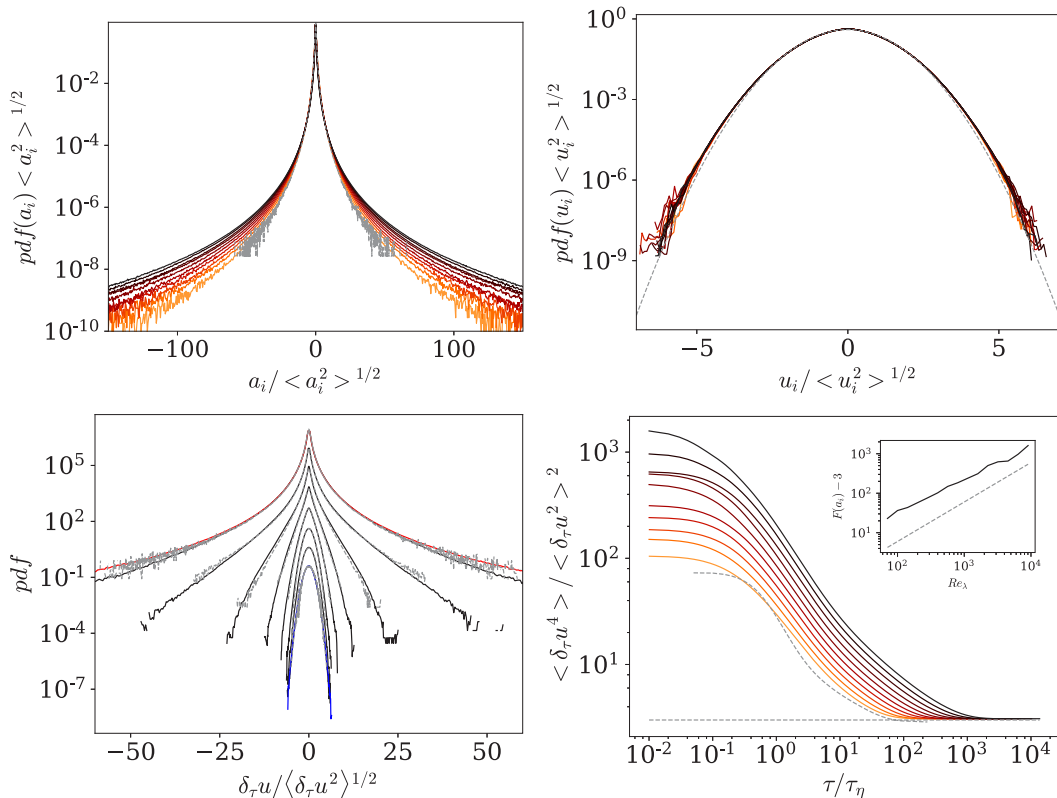 pdf(a_i) < a_i^2 >^{1/2}
10^{-2}
10^{-4}
10^{-6}
10^{-8}
10^{-10}
−100 0 100
a_i/ < a_i^2 >^{1/2}
pdf(u_i) < u_i^2 >^{1/2}
10^0
10^{-3}
10^{-6}
10^{-9}
−5 0 5
u_i/ < u_i^2 >^{1/2}
pdf
10^5
10^2
10^{-1}
10^{-4}
10^{-7}
−50 −25 0 25 50
δ_τu/⟨δ_τu^2⟩^{1/2}
< δ_τu^4 > / < δ_τu^2 >^2
10^3
10^2
10^1
10^{-2} 10^{-1} 10^0 10^1 10^2 10^3 10^4
τ/τ_η
F(a_i) − 3
10^3
10^2
10^1
10^2 10^3 10^4
Re_λ